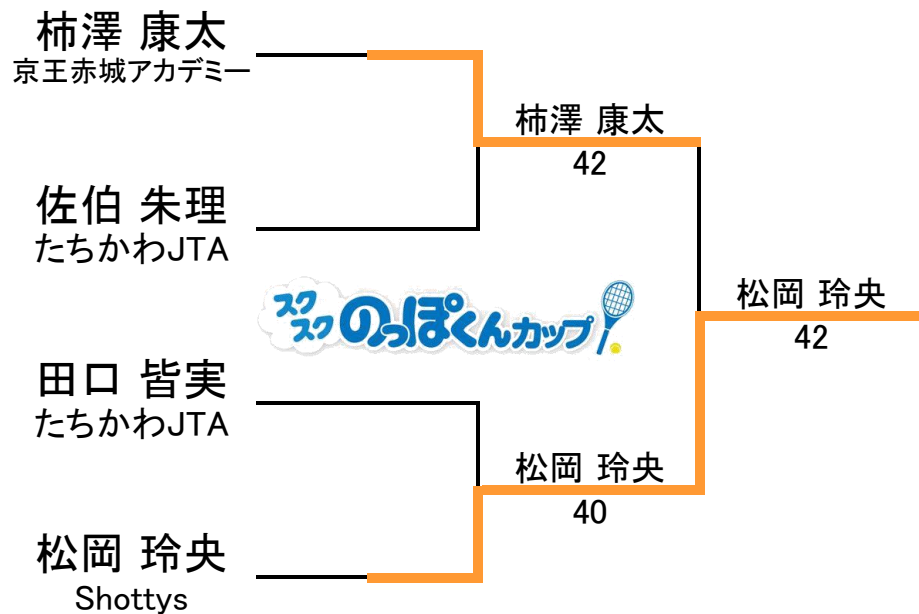 柿澤 康太
京王赤城アカデミー
柿澤 康太
42
佐伯 朱理
たちかわJTA
スク
スク のっぽくんカップ
松岡 玲央
42
田口 皆実
たちかわJTA
松岡 玲央
40
松岡 玲央
Shottys